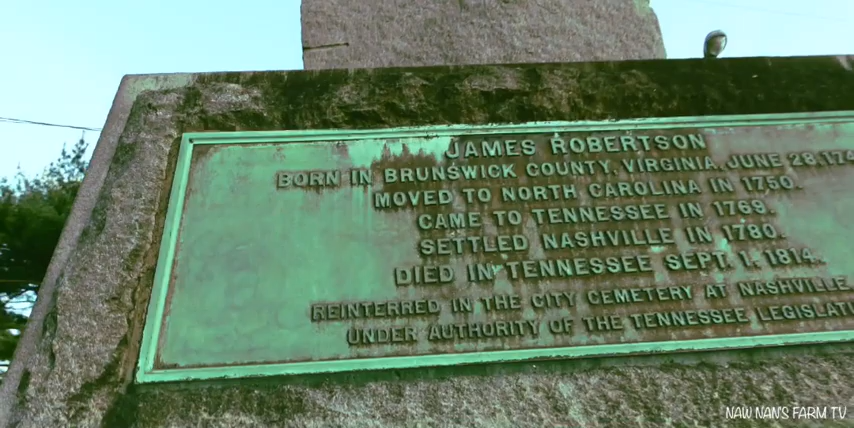 JAMES ROBERTSON
BORN IN BRUNSWICK COUNTY, VIRGINIA, JUNE 28, 174
MOVED TO NORTH CAROLINA IN 1750.
CAME TO TENNESSEE IN 1769.
SETTLED NASHVILLE IN 1780.
DIED IN TENNESSEE SEPT. 1, 1814.
REINTERRED IN THE CITY CEMETERY AT NASHVILLE
UNDER AUTHORITY OF THE TENNESSEE LEGISLAT
NAW NAN'S FARM TV